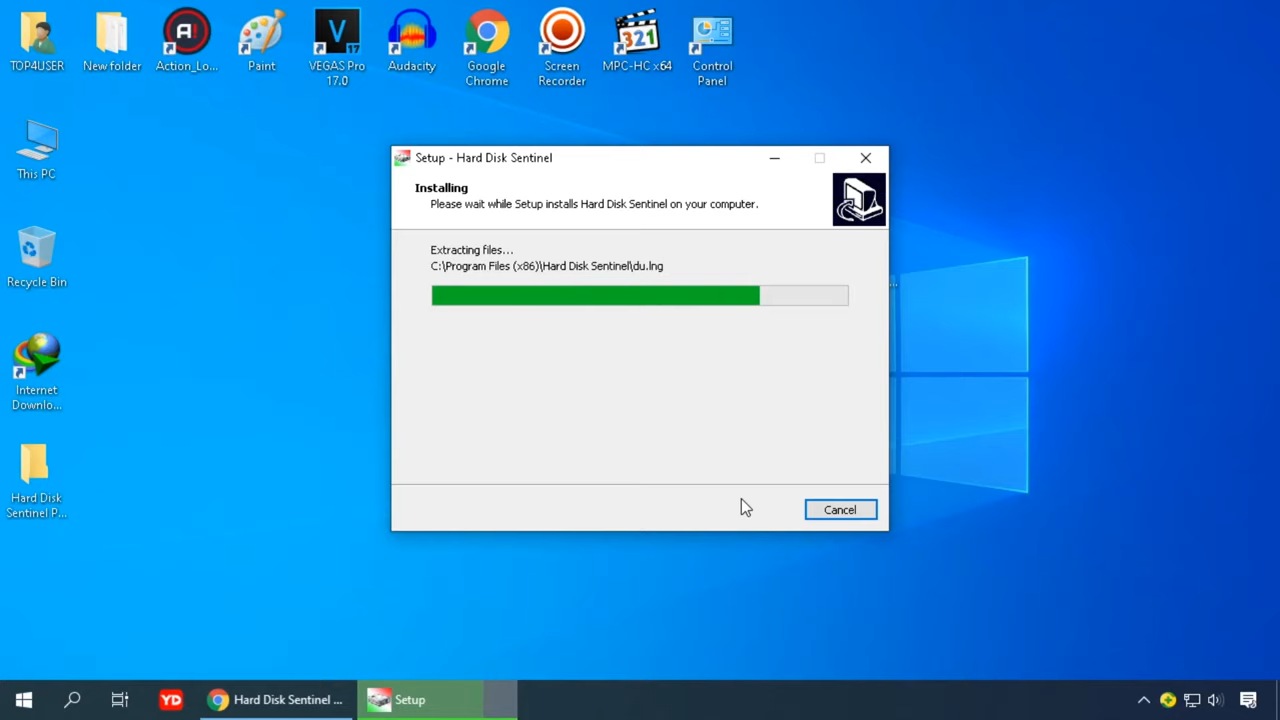 TOP4USER
New folder
Action_Lo...
Paint
V
17
VEGAS Pro
17.0
Audacity
Google
Chrome
Screen
Recorder
321
MPC-HC x64
Control
Panel
This PC
Recycle Bin
Internet
Downlo...
Hard Disk
Sentinel P...
Setup - Hard Disk Sentinel
Installing
Please wait while Setup installs Hard Disk Sentinel on your computer.
Extracting files...
C:\Program Files (x86)\Hard Disk Sentinel\du.lng
...
Cancel
YD
Hard Disk Sentinel ...
Setup